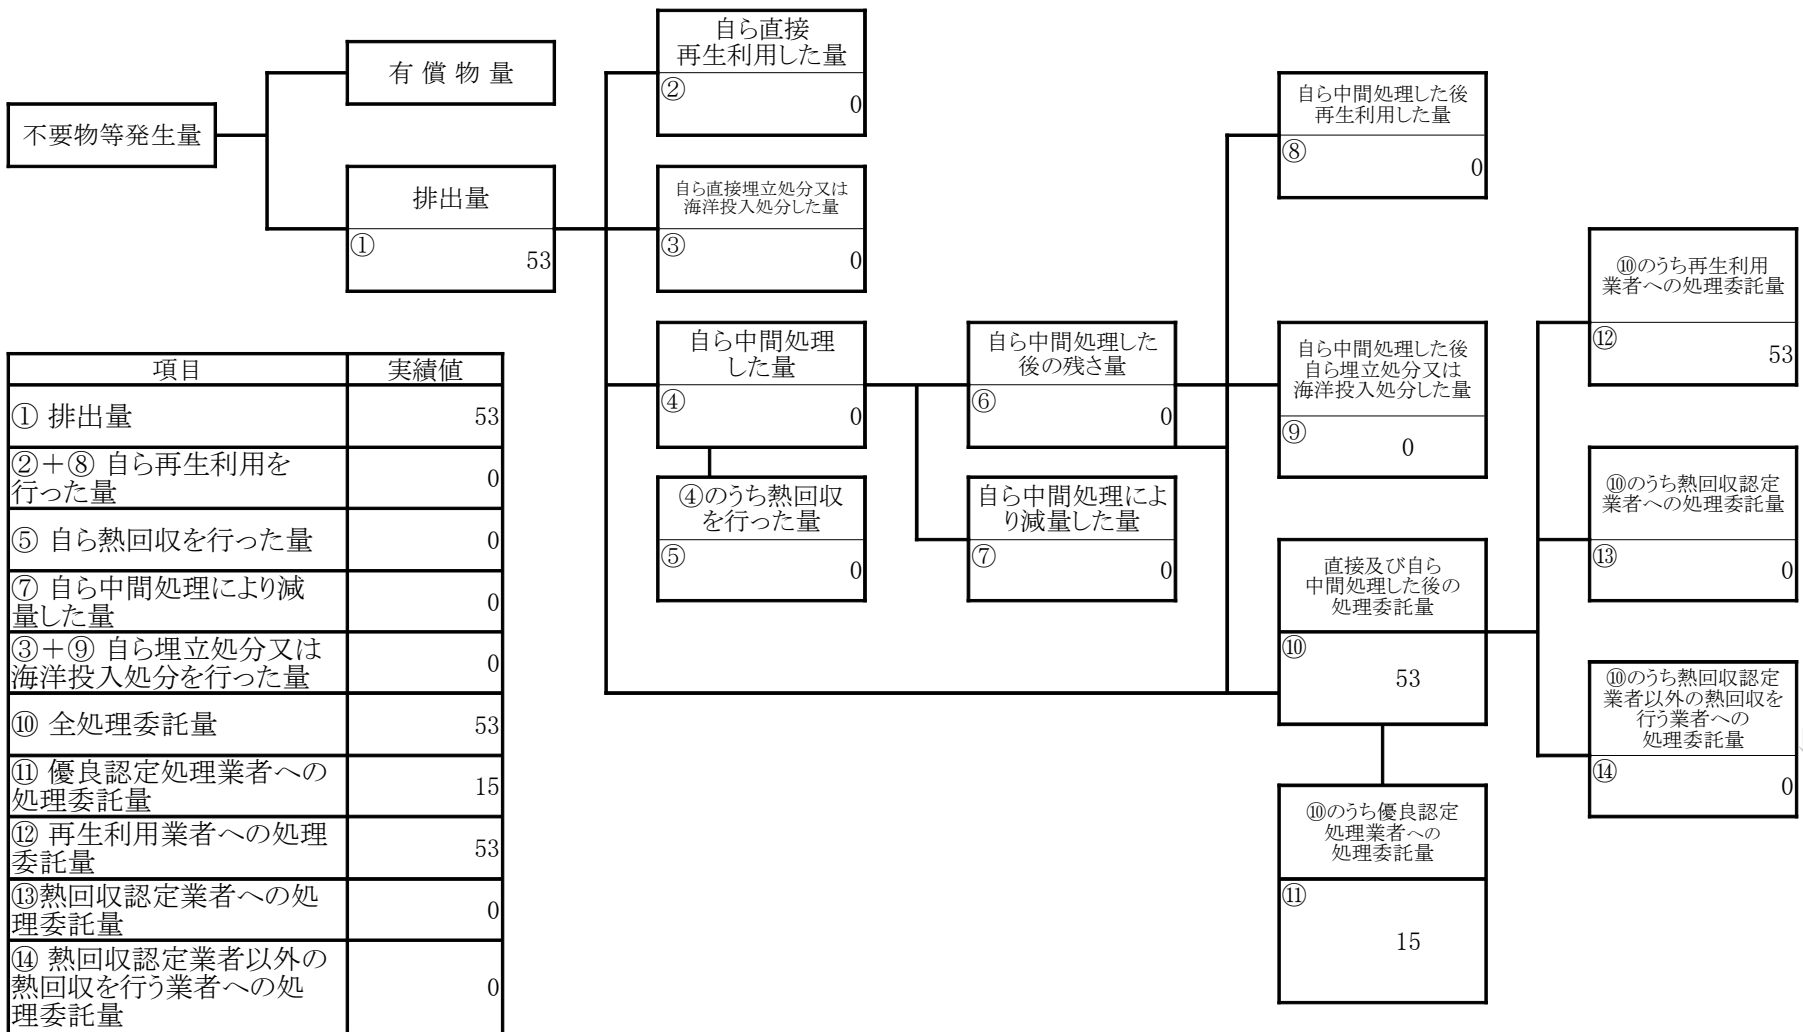 不要物等発生量
有 償 物 量
排出量
①
53
自ら直接
再生利用した量
②
0
自ら直接埋立処分又は
海洋投入処分した量
③
0
自ら中間処理
した量
④
0
④のうち熱回収
を行った量
⑤
0
自ら中間処理した
後の残さ量
⑥
0
自ら中間処理によ
り減量した量
⑦
0
自ら中間処理した後
再生利用した量
⑧
0
自ら中間処理した後
自ら埋立処分又は
海洋投入処分した量
⑨
0
直接及び自ら
中間処理した後の
処理委託量
⑩
53
⑩のうち優良認定
処理業者への
処理委託量
⑪
15
⑩のうち再生利用
業者への処理委託量
⑫
53
⑩のうち熱回収認定
業者への処理委託量
⑬
0
⑩のうち熱回収認定
業者以外の熱回収を
行う業者への
処理委託量
⑭
0
項目 実績値
① 排出量 53
②＋⑧ 自ら再生利用を
行った量 0
⑤ 自ら熱回収を行った量 0
⑦ 自ら中間処理により減
量した量 0
③＋⑨ 自ら埋立処分又は
海洋投入処分を行った量 0
⑩ 全処理委託量 53
⑪ 優良認定処理業者への
処理委託量 15
⑫ 再生利用業者への処理
委託量 53
⑬熱回収認定業者への処
理委託量 0
⑭ 熱回収認定業者以外の
熱回収を行う業者への処
理委託量 0